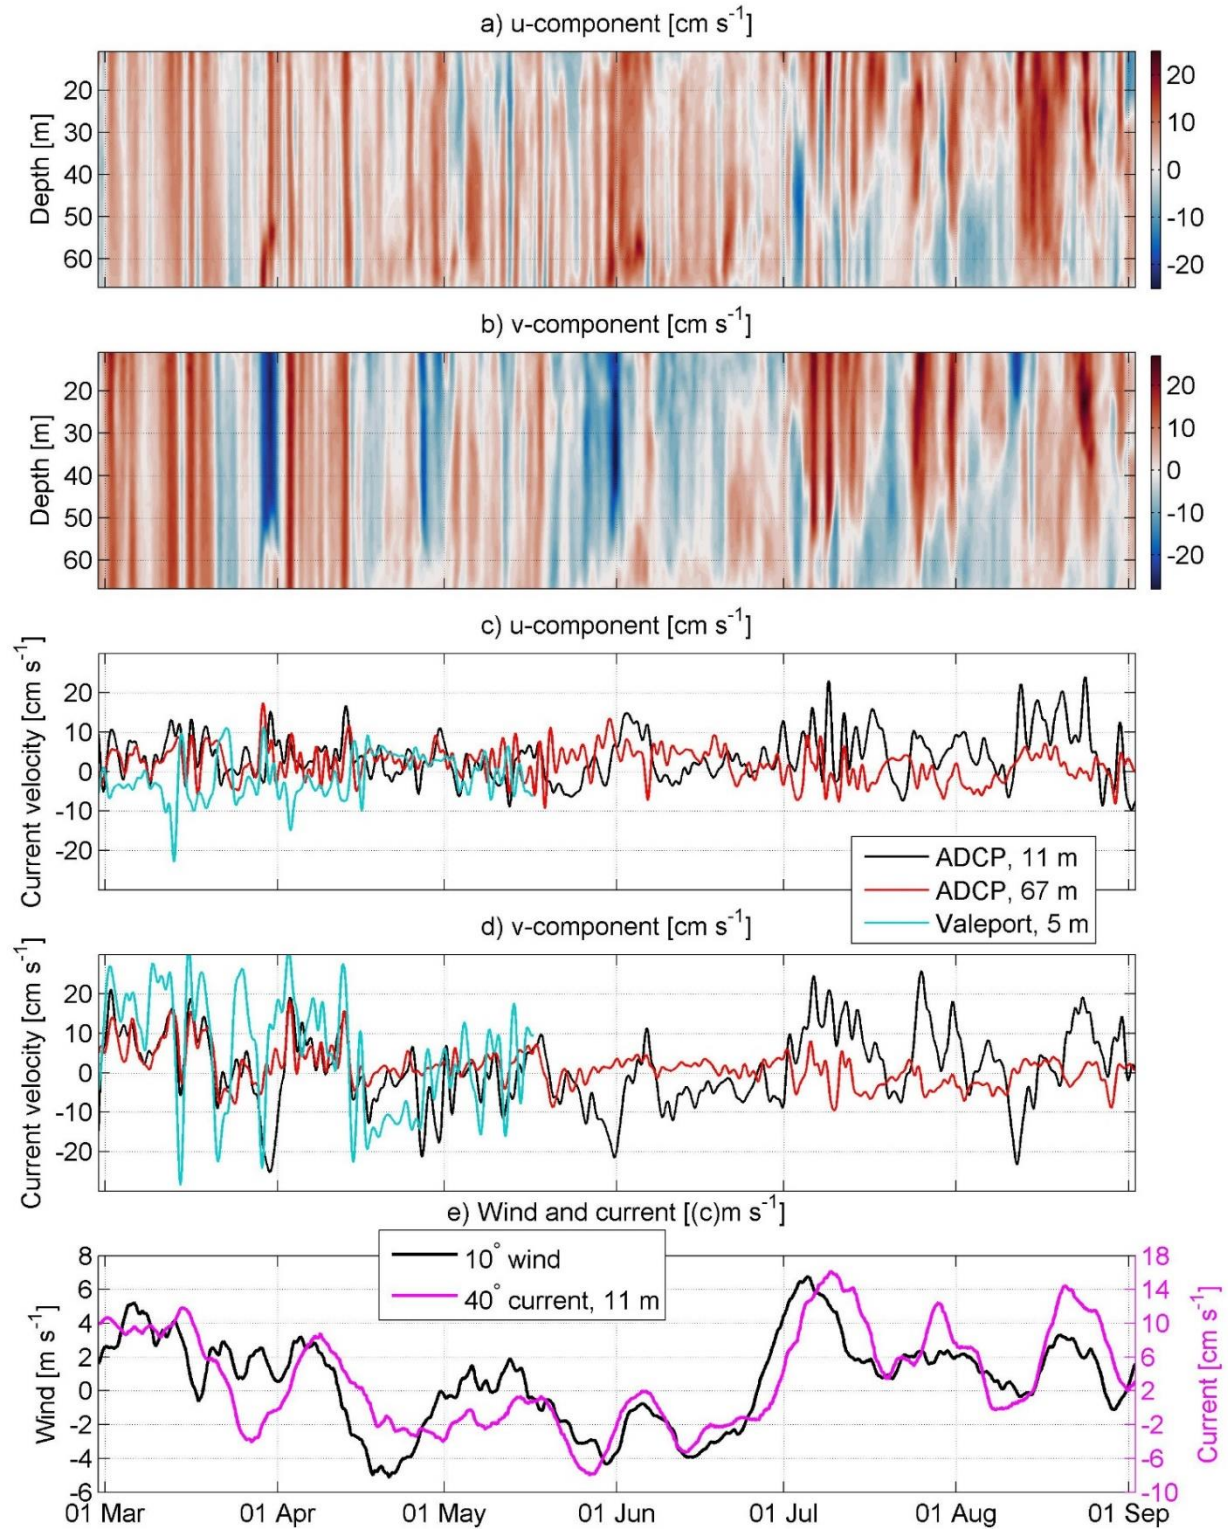 a) u-component [cm s⁻¹]
Depth [m]
20
30
40
50
60
20
10
0
-10
-20
b) v-component [cm s⁻¹]
Depth [m]
20
30
40
50
60
20
10
0
-10
-20
c) u-component [cm s⁻¹]
Current velocity [cm s⁻¹]
20
10
0
-10
-20
ADCP, 11 m
ADCP, 67 m
Valeport, 5 m
d) v-component [cm s⁻¹]
Current velocity [cm s⁻¹]
20
10
0
-10
-20
e) Wind and current [(c)m s⁻¹]
10° wind
40° current, 11 m
Wind [m s⁻¹]
8
6
4
2
0
-2
-4
-6
18
14
10
6
2
-2
-6
-10
Current [cm s⁻¹]
01 Mar 01 Apr 01 May 01 Jun 01 Jul 01 Aug 01 Sep